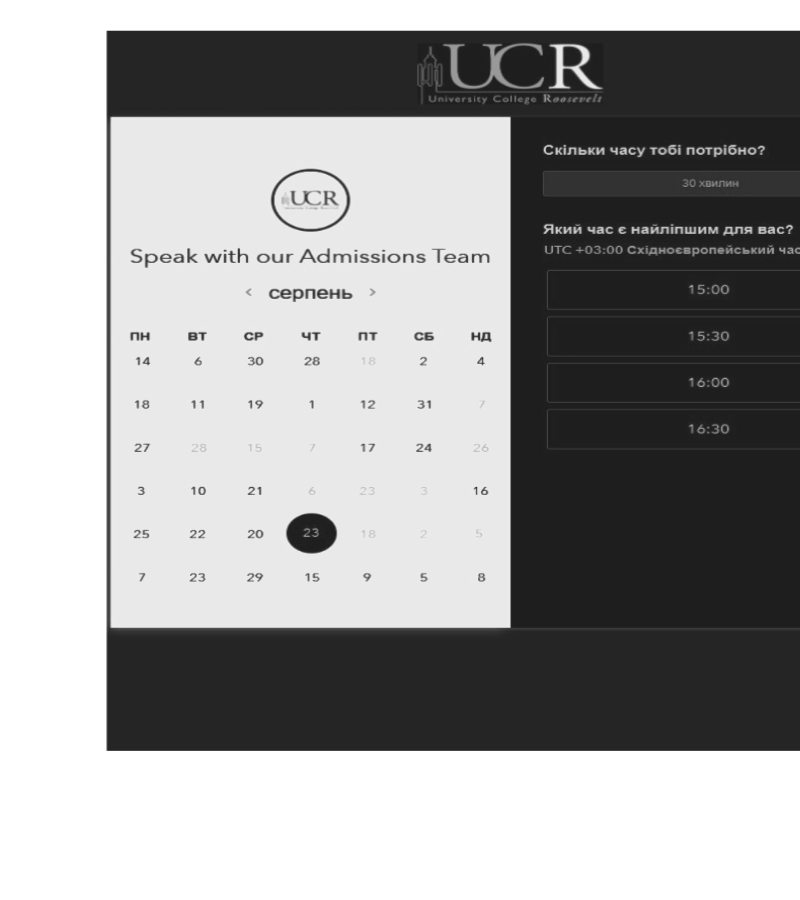 UCR
University College Roosevelt
UCR
Speak with our Admissions Team
< серпень >
ПН ВТ СР ЧТ ПТ СБ НД
14 6 30 28 18 2 4
18 11 19 1 12 31 7
27 28 15 7 17 24 26
3 10 21 6 23 3 16
25 22 20 23 18 2 5
7 23 29 15 9 5 8
Скільки часу тобі потрібно?
30 хвилин
Який час є найліпшим для вас?
UTC +03:00 Східноєвропейський час
15:00
15:30
16:00
16:30